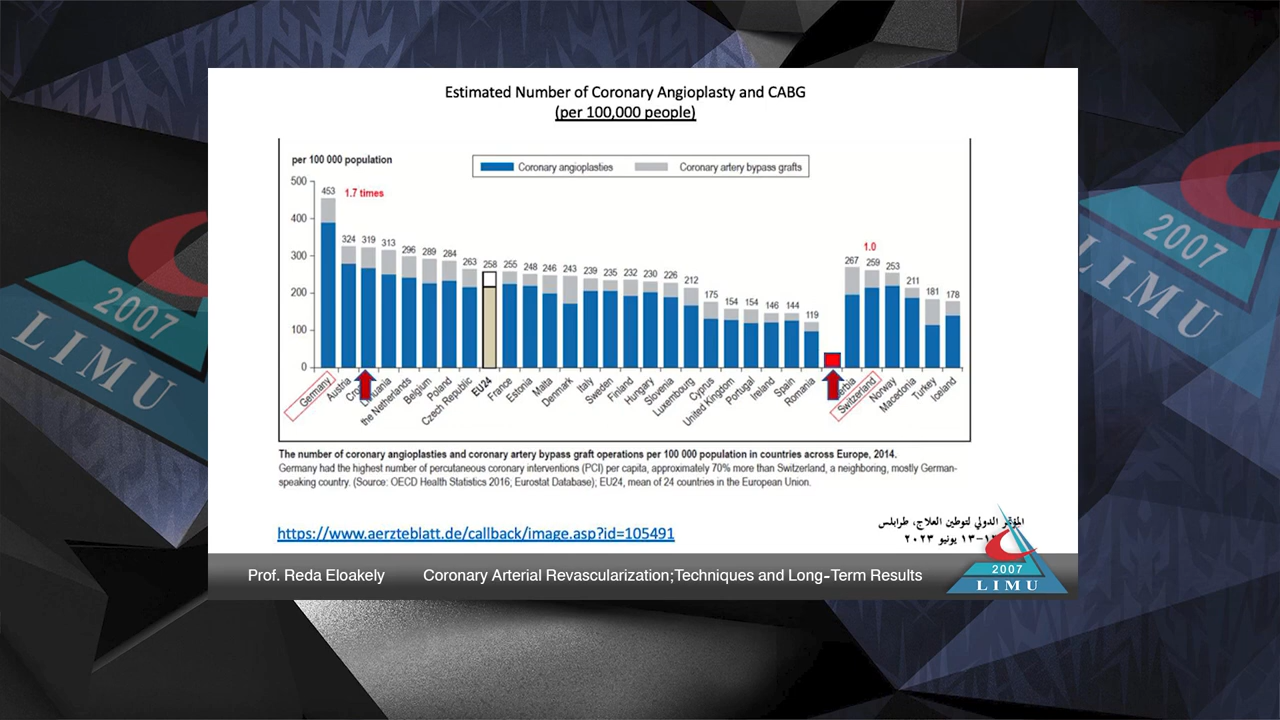 Estimated Number of Coronary Angioplasty and CABG
(per 100,000 people)
per 100 000 population
Coronary angioplasties
Coronary artery bypass grafts
500
400
300
200
100
0
1.7 times
1.0
453
324
319
313
296
289
284
263
258
255
248
246
243
239
235
232
230
226
212
175
154
154
146
144
119
267
259
253
211
181
178
Germany
Austria
the Netherlands
Belgium
Poland
Czech Republic
EU24
France
Estonia
Malta
Denmark
Italy
Sweden
Finland
Hungary
Slovenia
Luxembourg
Cyprus
United Kingdom
Portugal
Ireland
Spain
Romania
Switzerland
Norway
Macedonia
Turkey
Iceland
The number of coronary angioplasties and coronary artery bypass graft operations per 100 000 population in countries across Europe, 2014.
Germany had the highest number of percutaneous coronary interventions (PCI) per capita, approximately 70% more than Switzerland, a neighboring, mostly German-
speaking country. (Source: OECD Health Statistics 2016; Eurostat Database); EU24, mean of 24 countries in the European Union.
https://www.aerzteblatt.de/callback/image.asp?id=105491
المؤتمر الدولي لتوطين العلاج، طرابلس
١٣ يونيو ٢٠٢٣
Prof. Reda Eloakely
Coronary Arterial Revascularization;Techniques and Long-Term Results
2007
LIMU
2007
LIMU
2007
LIMU